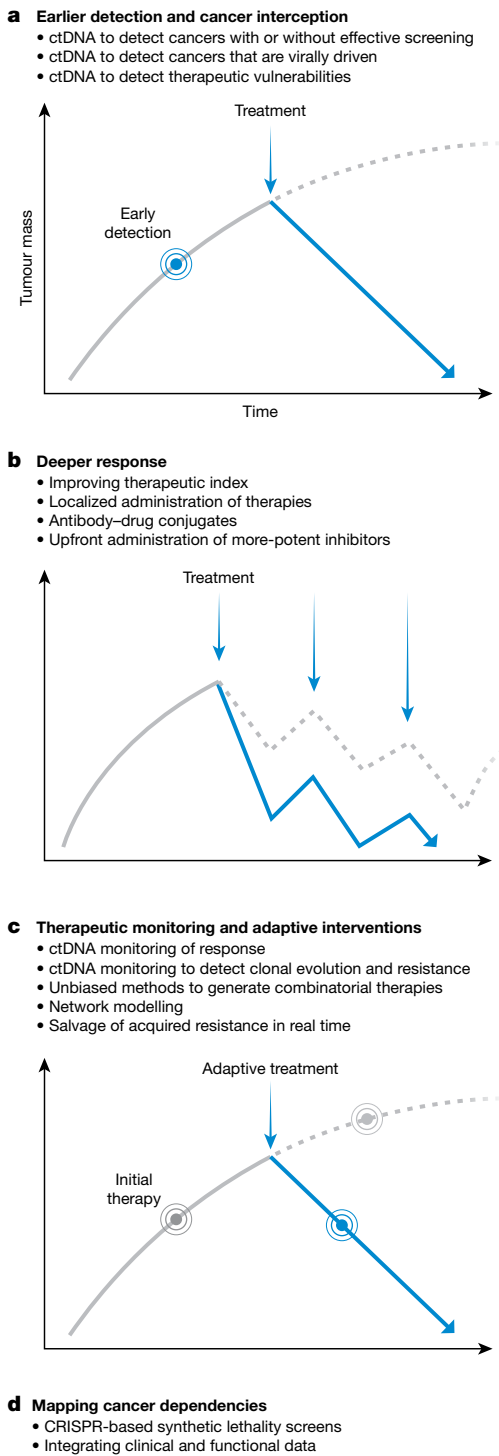 a Earlier detection and cancer interception
• ctDNA to detect cancers with or without effective screening
• ctDNA to detect cancers that are virally driven
• ctDNA to detect therapeutic vulnerabilities
Treatment
Early
detection
Tumour mass
Time
b Deeper response
• Improving therapeutic index
• Localized administration of therapies
• Antibody–drug conjugates
• Upfront administration of more-potent inhibitors
Treatment
c Therapeutic monitoring and adaptive interventions
• ctDNA monitoring of response
• ctDNA monitoring to detect clonal evolution and resistance
• Unbiased methods to generate combinatorial therapies
• Network modelling
• Salvage of acquired resistance in real time
Adaptive treatment
Initial
therapy
d Mapping cancer dependencies
• CRISPR-based synthetic lethality screens
• Integrating clinical and functional data